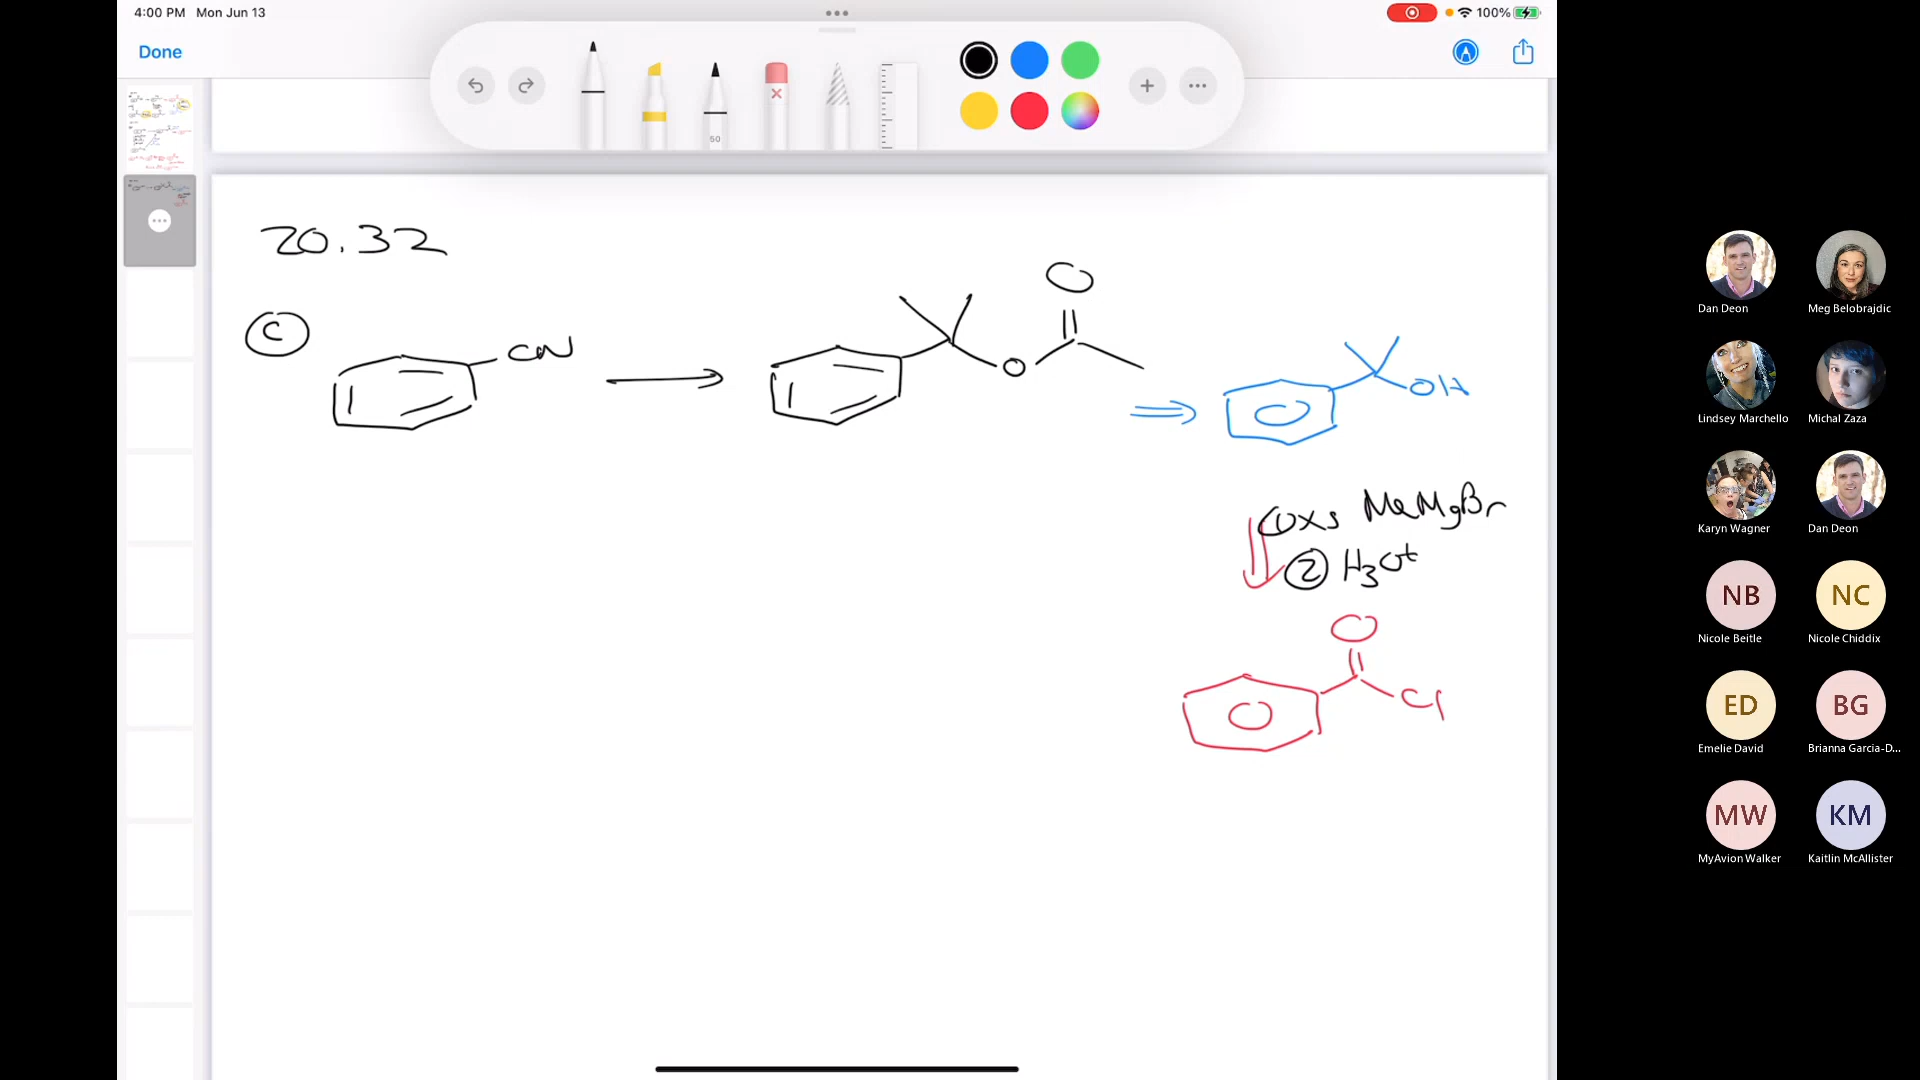 4:00 PM Mon Jun 13
100%
Done
50
20.32
C
CN
O
O
OH
① xs MeMgBr
② H3O+
O
Cl
Dan Deon
Meg Belobrajdic
Lindsey Marchello
Michal Zaza
Karyn Wagner
Dan Deon
NB
NC
Nicole Beitle
Nicole Chiddix
ED
BG
Emelie David
Brianna Garcia-D...
MW
KM
MyAvion Walker
Kaitlin McAllister